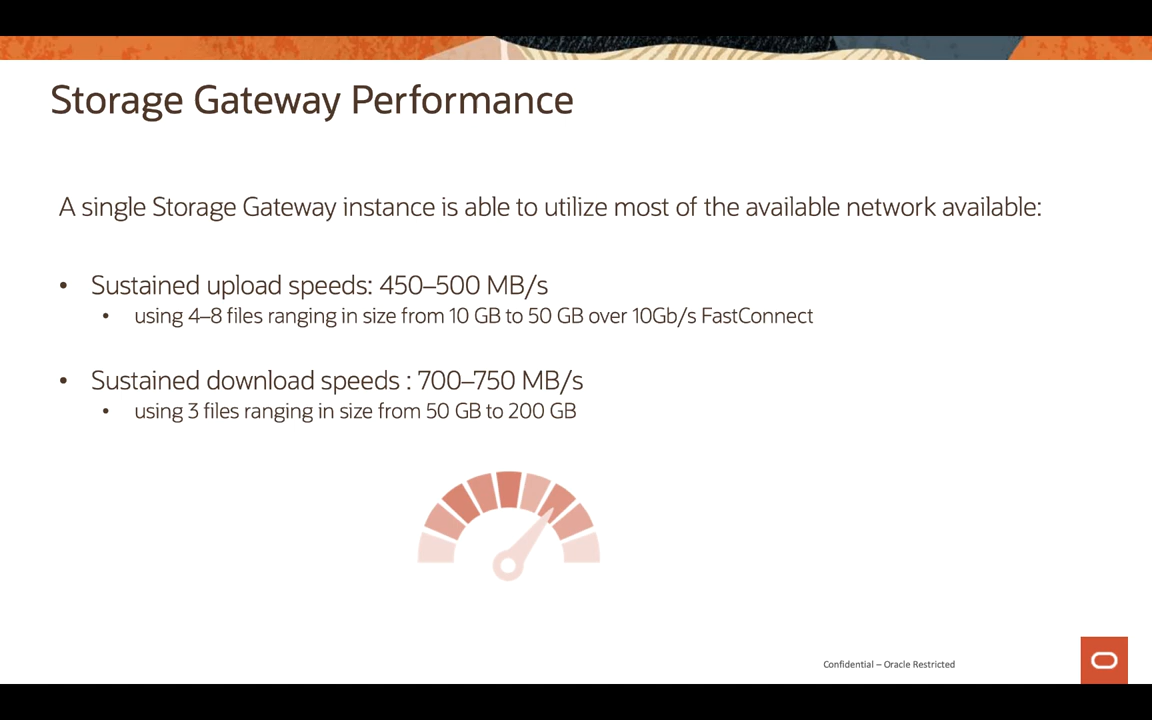 Storage Gateway Performance
A single Storage Gateway instance is able to utilize most of the available network available:
• Sustained upload speeds: 450–500 MB/s
• using 4–8 files ranging in size from 10 GB to 50 GB over 10Gb/s FastConnect
• Sustained download speeds : 700–750 MB/s
• using 3 files ranging in size from 50 GB to 200 GB
Confidential – Oracle Restricted